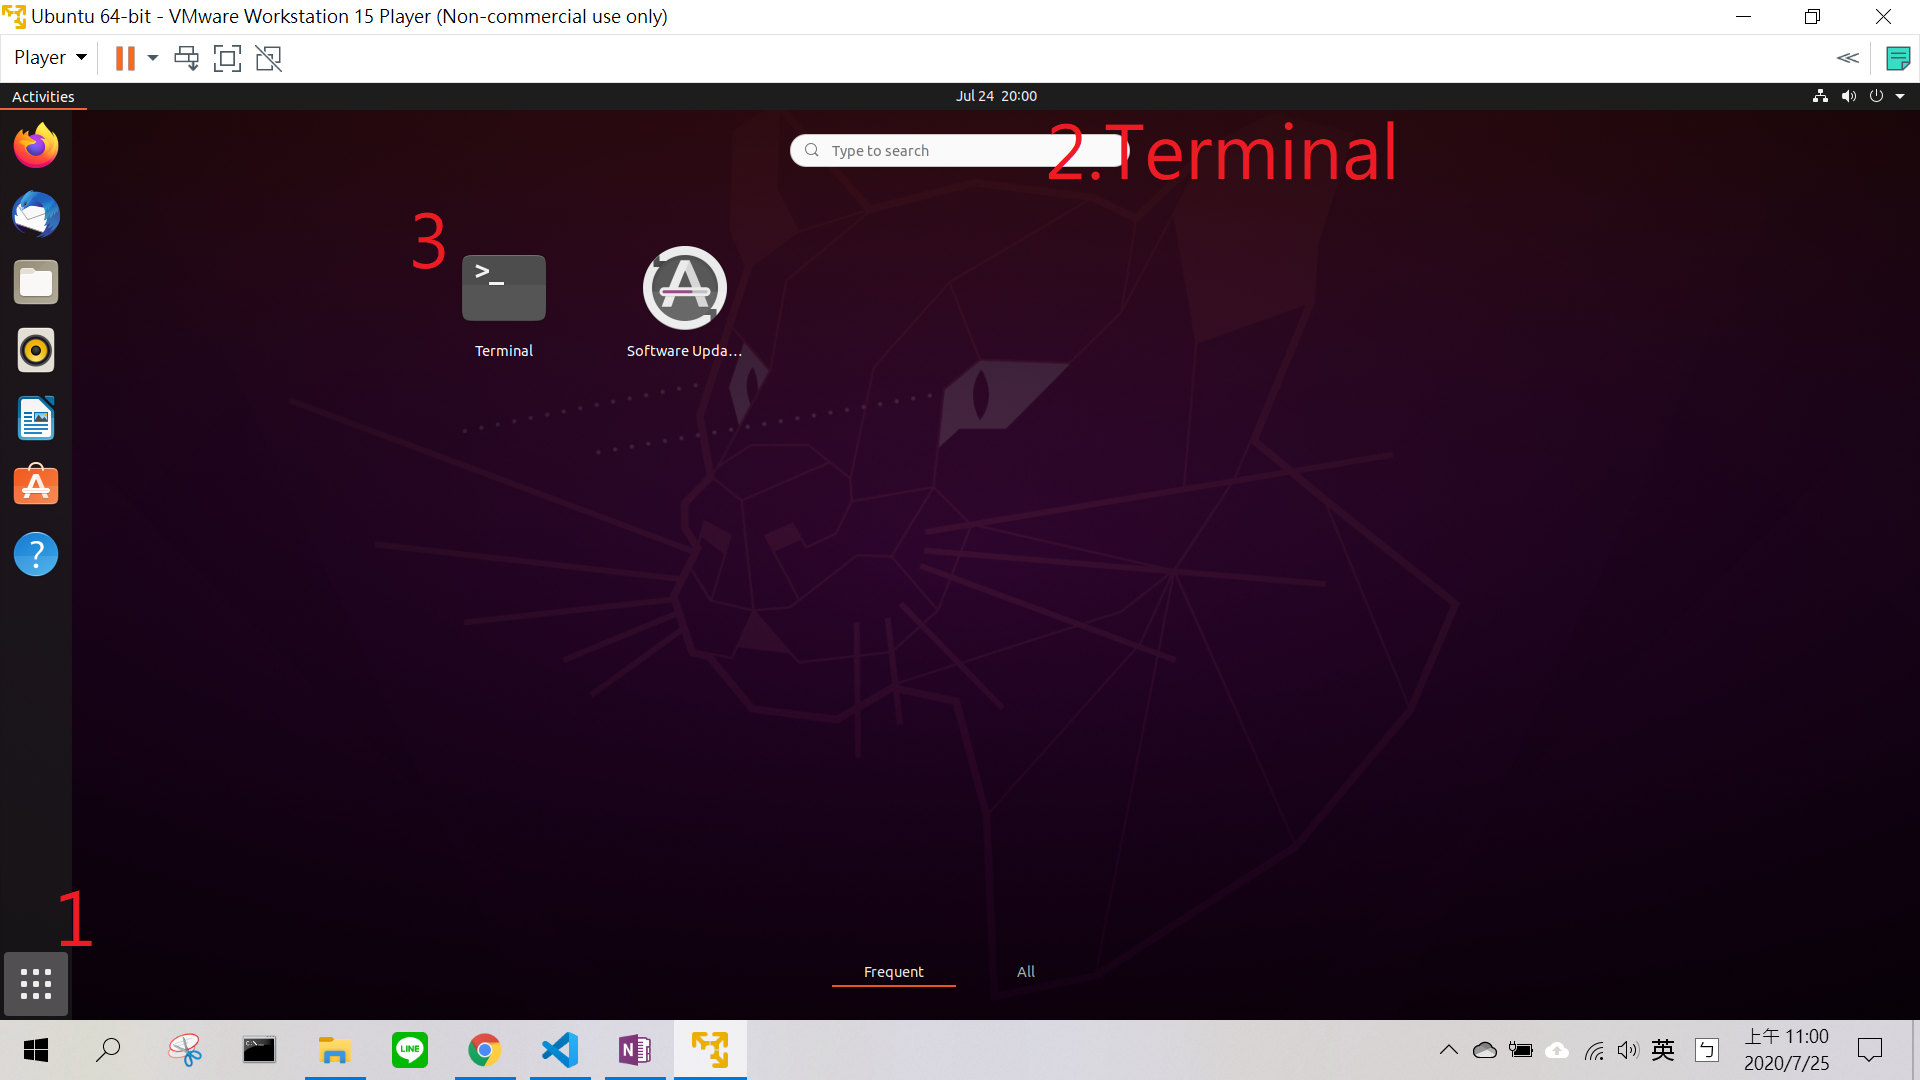 Ubuntu 64-bit - VMware Workstation 15 Player (Non-commercial use only)
Player
Activities
Jul 24 20:00
Type to search
2.Terminal
3
>_
Terminal
Software Upda...
?
1
Frequent
All
C:\_
LINE
N
英
ㄅ
上午 11:00
2020/7/25